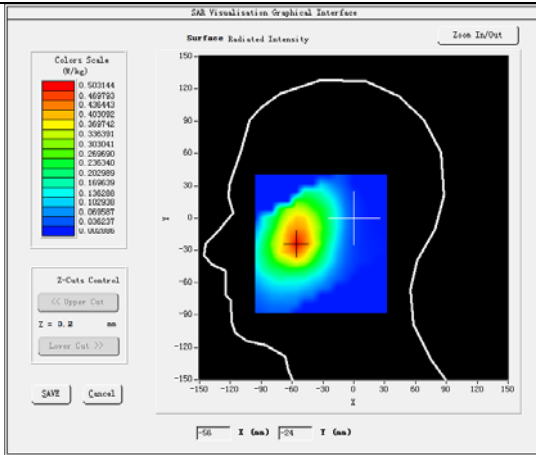 SAR Visualisation Graphical Interface
Surface Radiated Intensity
Zoom In/Out
Colors Scale
(W/kg)
0.503144
0.469793
0.436443
0.403092
0.369742
0.336391
0.303041
0.269690
0.236340
0.202989
0.169639
0.136288
0.102938
0.069587
0.036237
0.002886
150
120
90
60
30
0
-30
-60
-90
-120
-150
Y
-150 -120 -90 -60 -30 0 30 60 90 120 150
X
Z-Cuts Control
<< Upper Cut
Z = 3.2 mm
Lower Cut >>
SAVE Cancel
-56 X (mm) -24 Y (mm)